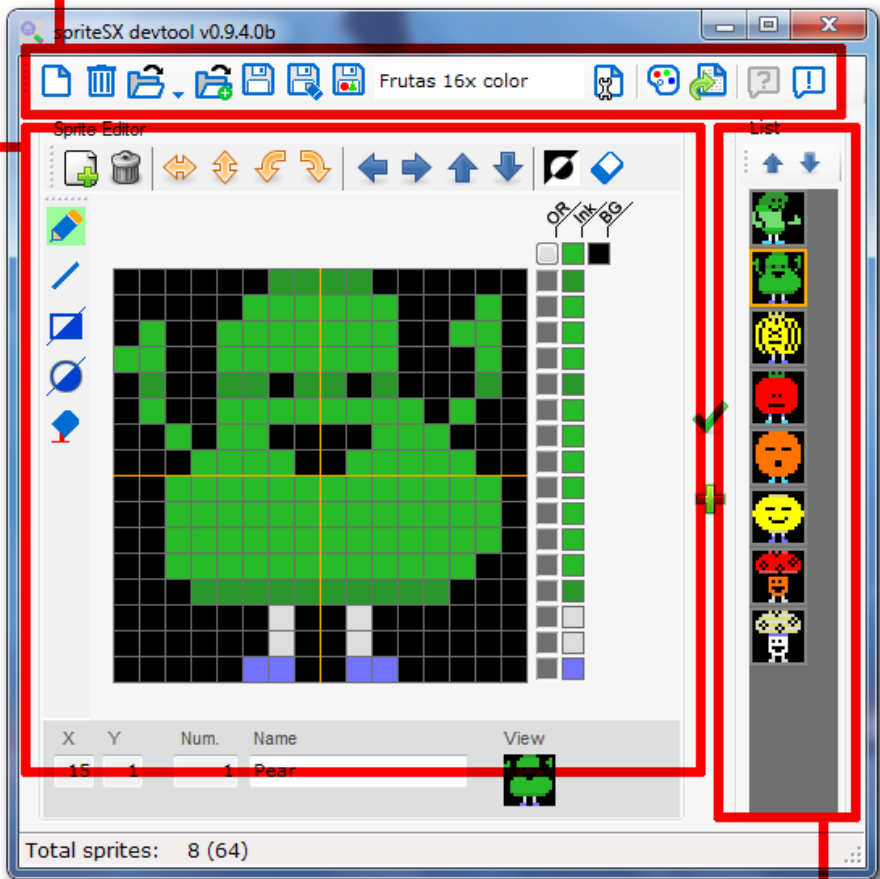 spriteSX devtool v0.9.4.0b
Frutas 16x color
Sprite Editor
List
OR Ink BG
X Y Num. Name View
15 1 1 Pear
Total sprites: 8 (64)